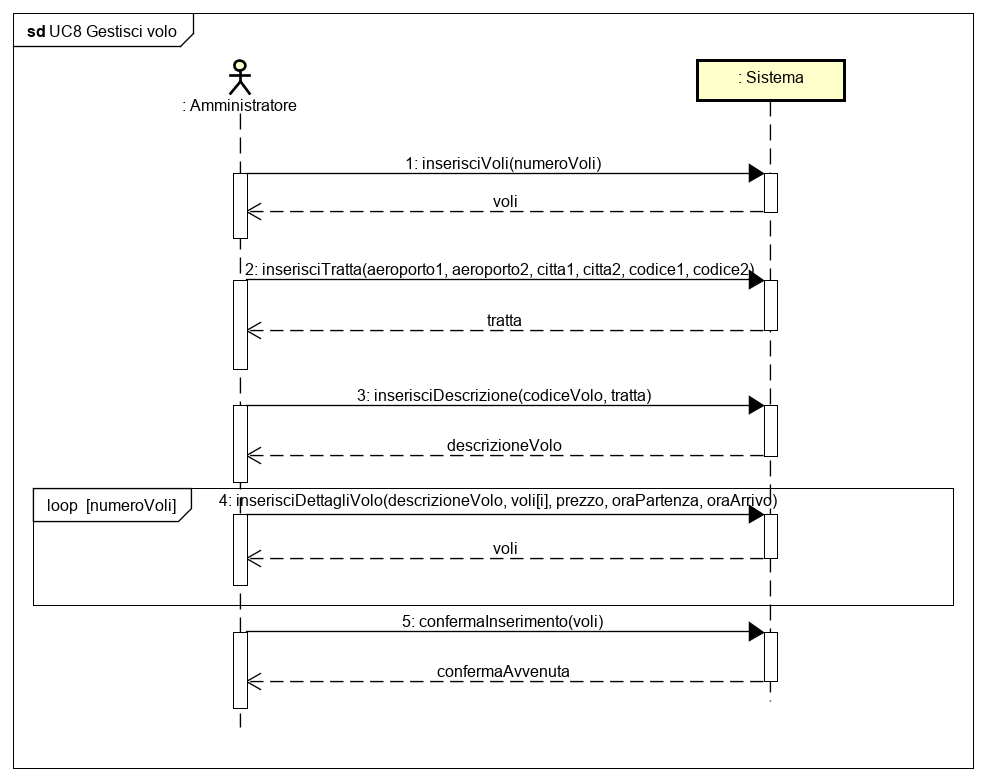 sd UC8 Gestisci volo
: Amministratore
: Sistema
1: inserisciVoli(numeroVoli)
voli
2: inserisciTratta(aeroporto1, aeroporto2, citta1, citta2, codice1, codice2)
tratta
3: inserisciDescrizione(codiceVolo, tratta)
descrizioneVolo
loop [numeroVoli]
4: inserisciDettagliVolo(descrizioneVolo, voli[i], prezzo, oraPartenza, oraArrivo)
voli
5: confermaInserimento(voli)
confermaAvvenuta